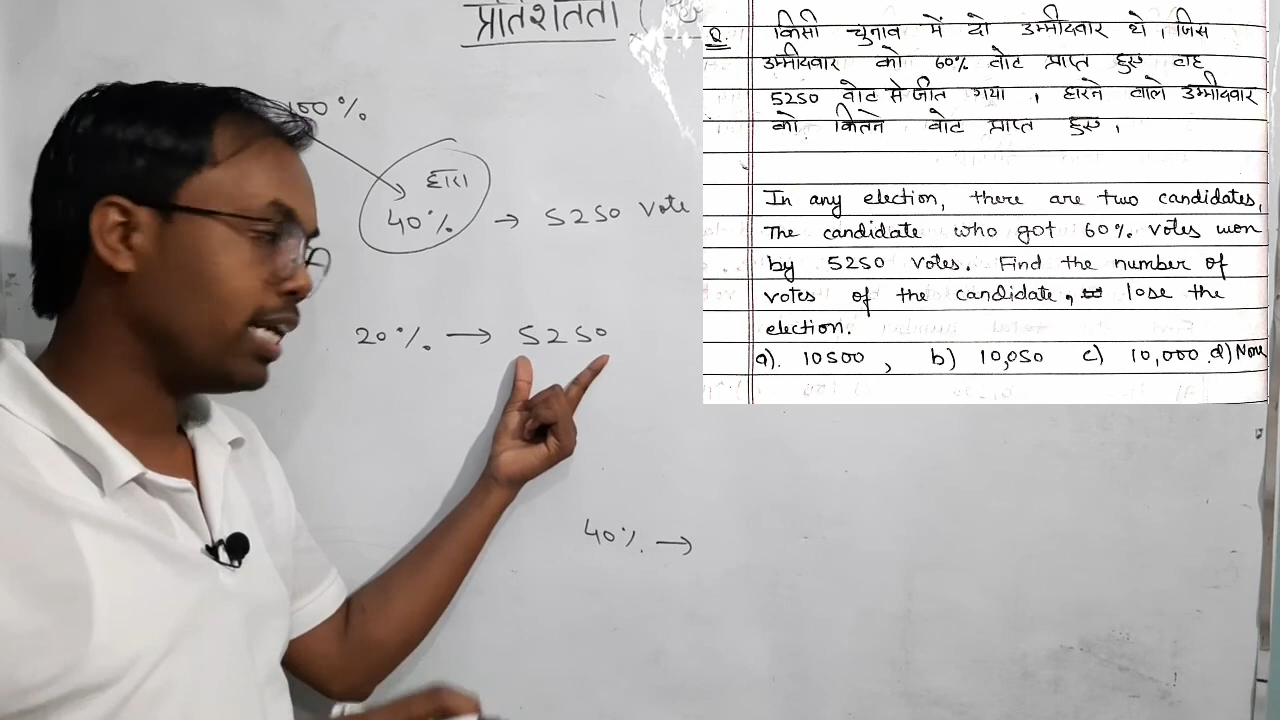 प्रतिशतता (
100%
हारा
40% → 5250 vote
20% → 5250
40% →
Q. किसी चुनाव में दो उम्मीदवार थे, जिस
उम्मीदवार को 60% वोट प्राप्त हुए वह
5250 वोट से जीत गया, हारने वाले उम्मीदवार
को कितने वोट प्राप्त हुए,
In any election, there are two candidates,
The candidate who got 60% votes won
by 5250 votes. Find the number of
votes of the candidate, lose the
election.
a). 10500, b) 10,050 c) 10,000. d) None